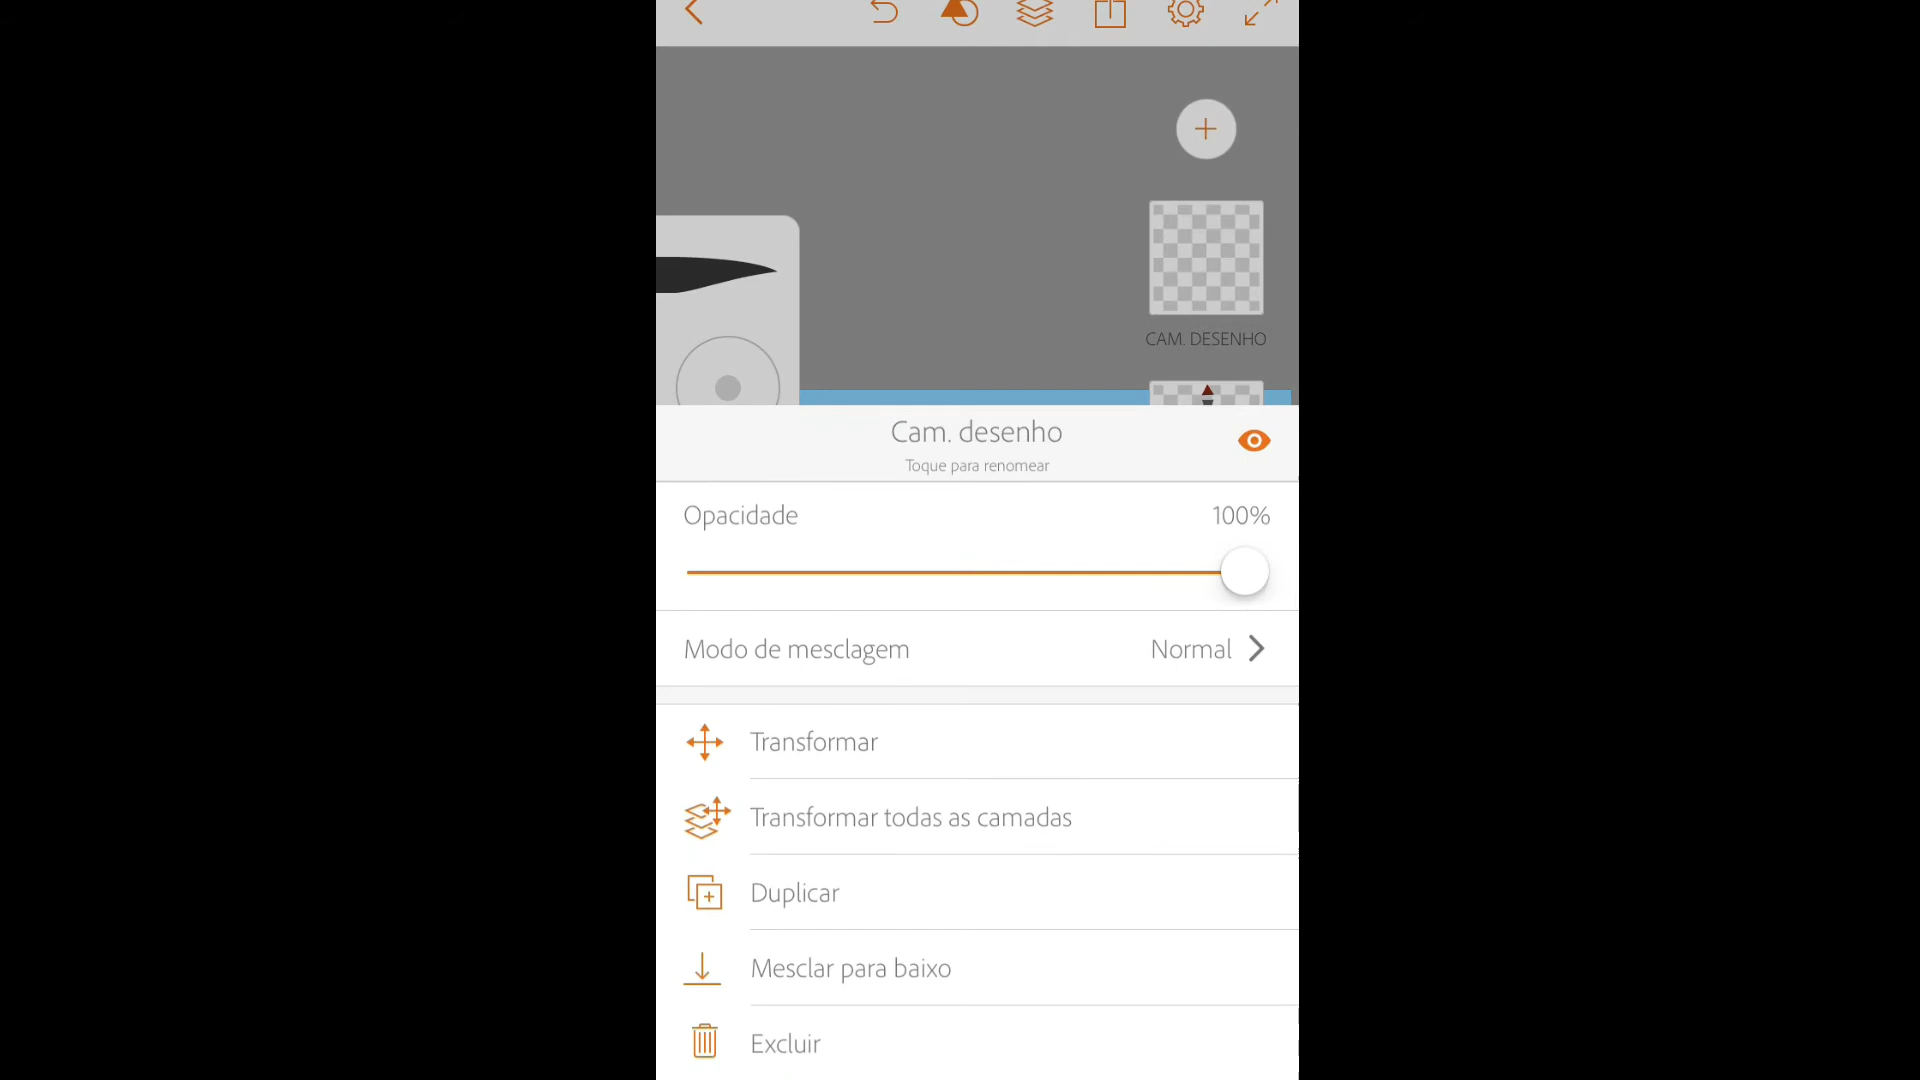 CAM. DESENHO
Cam. desenho
Toque para renomear
Opacidade 100%
Modo de mesclagem Normal
Transformar
Transformar todas as camadas
Duplicar
Mesclar para baixo
Excluir